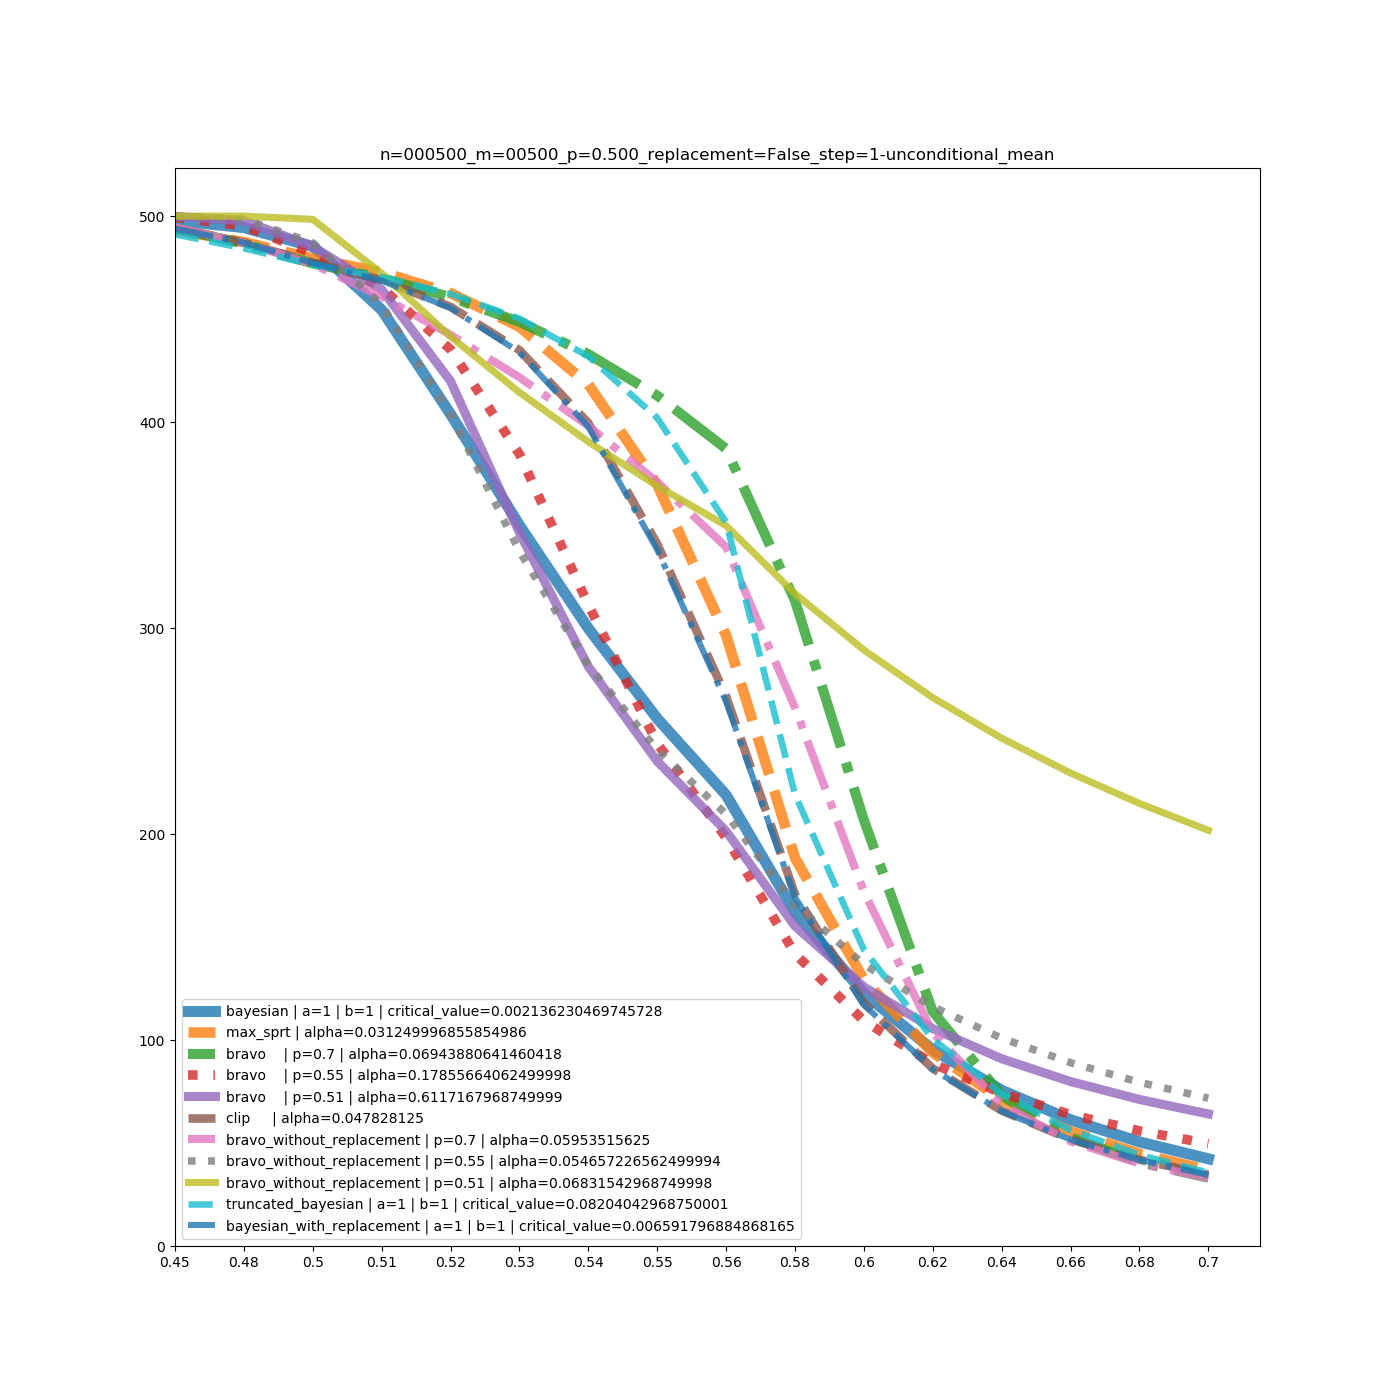 n=000500_m=00500_p=0.500_replacement=False_step=1-unconditional_mean
500
400
300
200
100
0
bayesian | a=1 | b=1 | critical_value=0.002136230469745728
max_sprt | alpha=0.031249996855854986
bravo | p=0.7 | alpha=0.06943880641460418
bravo | p=0.55 | alpha=0.17855664062499998
bravo | p=0.51 | alpha=0.6117167968749999
clip | alpha=0.047828125
bravo_without_replacement | p=0.7 | alpha=0.05953515625
bravo_without_replacement | p=0.55 | alpha=0.054657226562499994
bravo_without_replacement | p=0.51 | alpha=0.06831542968749998
truncated_bayesian | a=1 | b=1 | critical_value=0.08204042968750001
bayesian_with_replacement | a=1 | b=1 | critical_value=0.006591796884868165
0.45 0.48 0.5 0.51 0.52 0.53 0.54 0.55 0.56 0.58 0.6 0.62 0.64 0.66 0.68 0.7